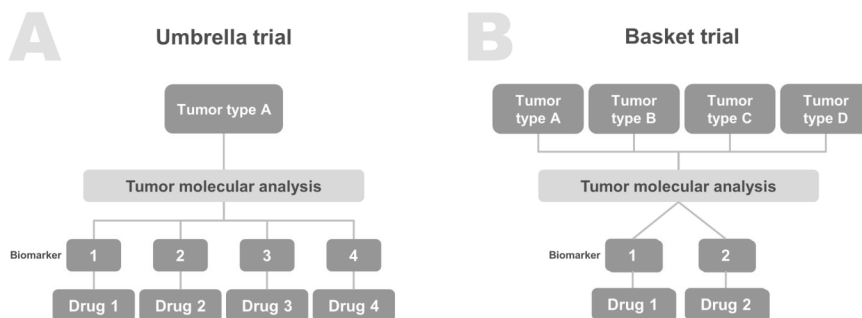 A
Umbrella trial
Tumor type A
Tumor molecular analysis
Biomarker 1 2 3 4
Drug 1 Drug 2 Drug 3 Drug 4
B
Basket trial
Tumor type A
Tumor type B
Tumor type C
Tumor type D
Tumor molecular analysis
Biomarker 1 2
Drug 1 Drug 2